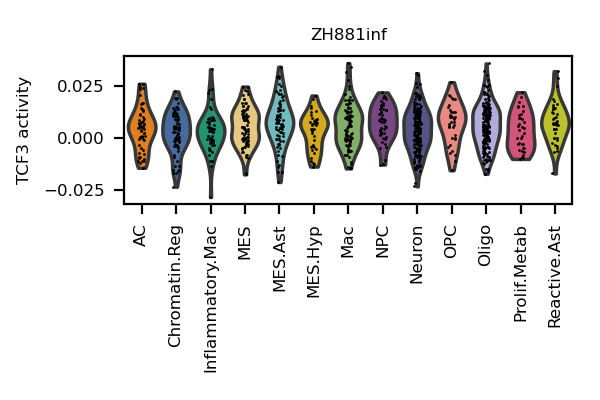 ZH881inf
TCF3 activity
0.025
0.000
−0.025
AC
Chromatin.Reg
Inflammatory.Mac
MES
MES.Ast
MES.Hyp
Mac
NPC
Neuron
OPC
Oligo
Prolif.Metab
Reactive.Ast